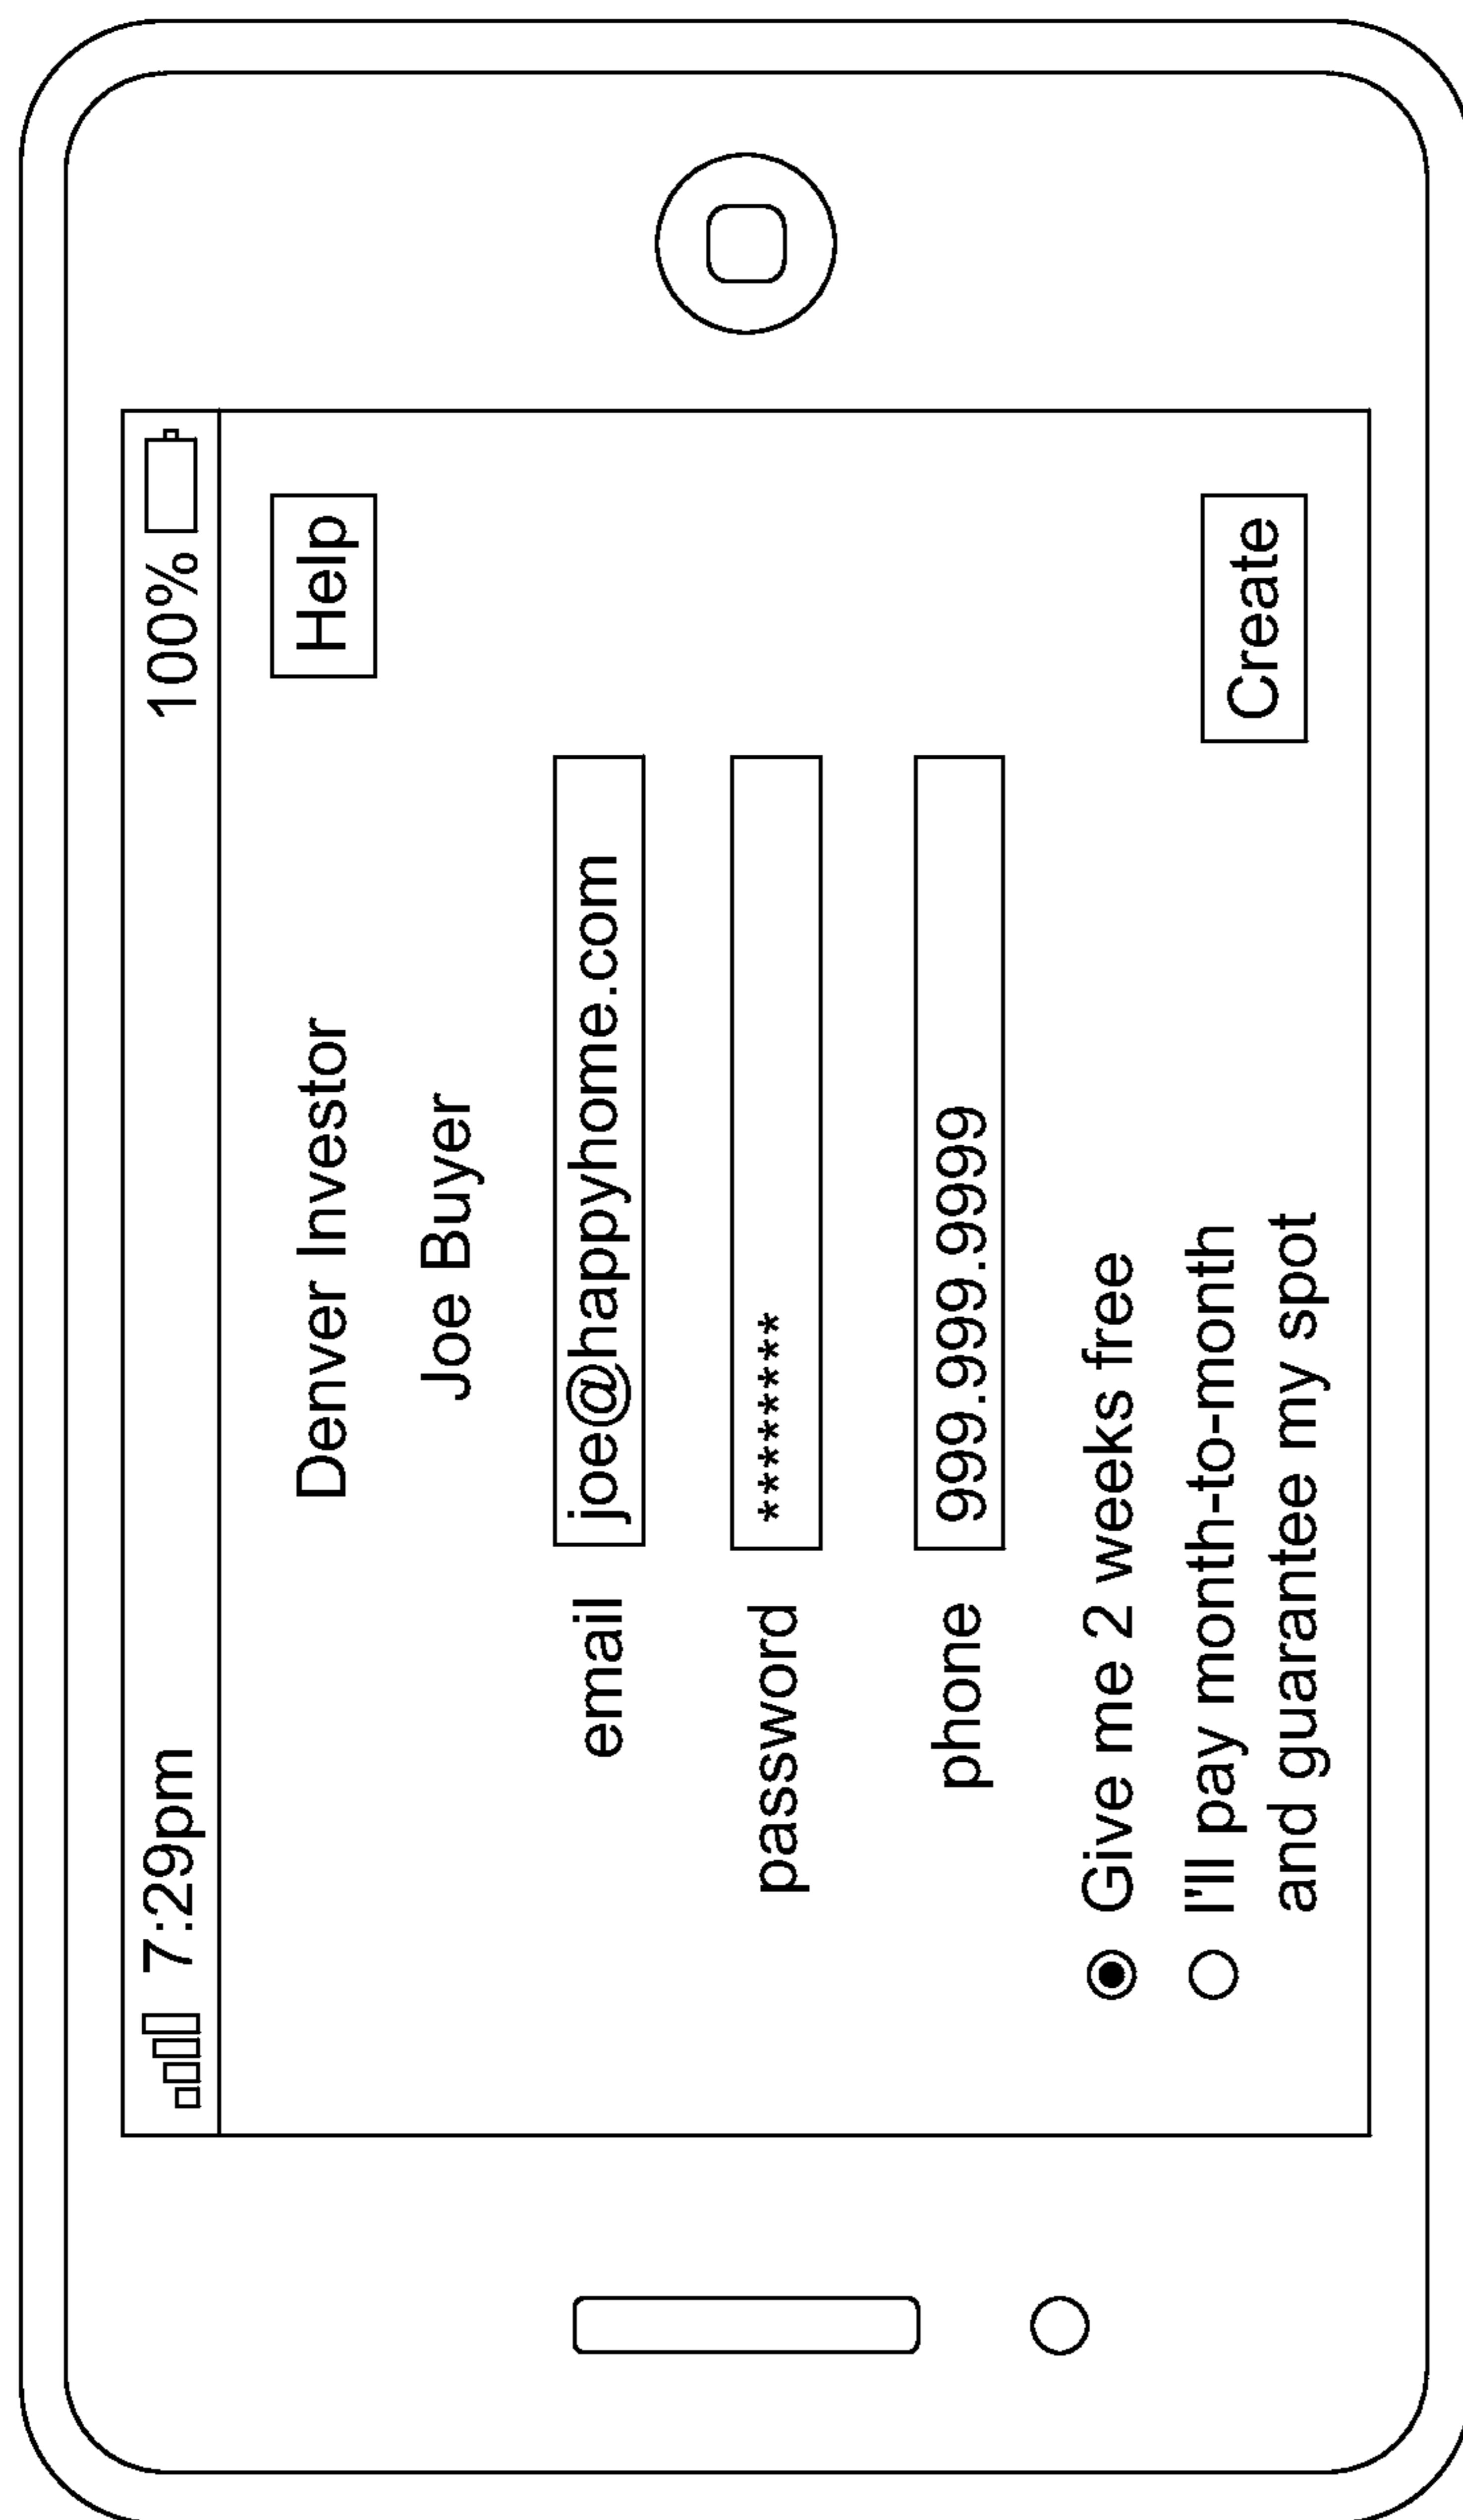 7:29pm 100%
Denver Investor Help
Joe Buyer
email joe@happyhome.com
password ********
phone 999.999.9999
Give me 2 weeks free
I'll pay month-to-month
and guarantee my spot
Create